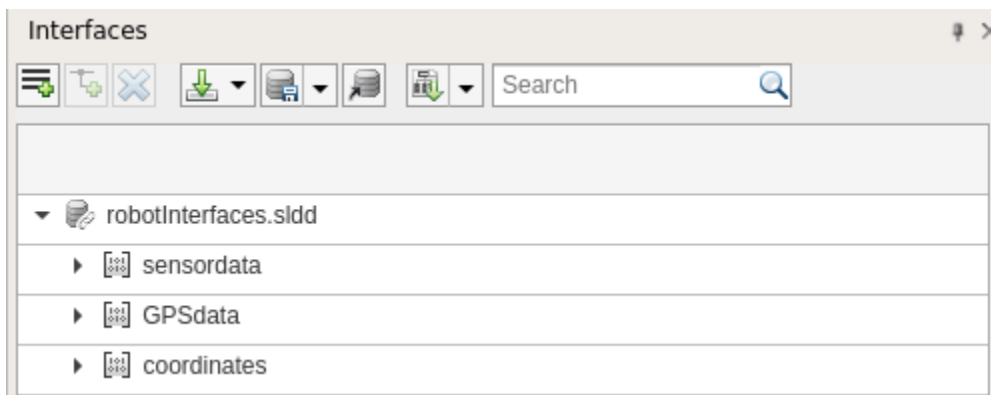 Interfaces
Search
robotInterfaces.sldd
sensordata
GPSdata
coordinates